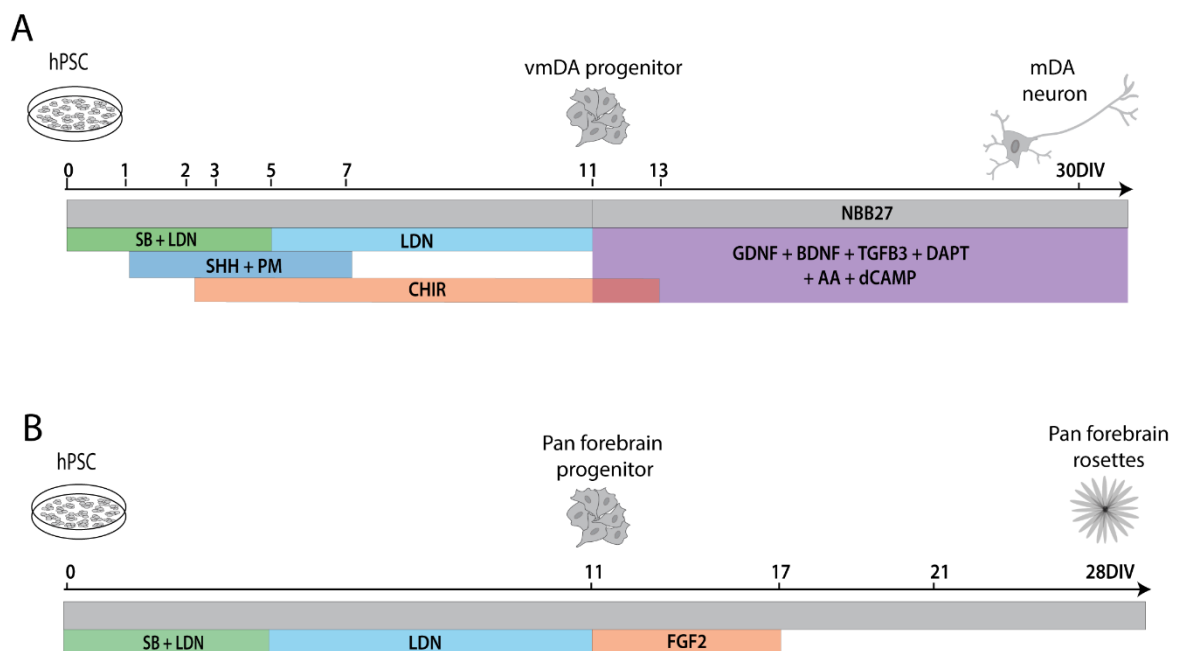 A
hPSC
vmDA progenitor
mDA
neuron
0 1 2 3 5 7 11 13 30DIV
NBB27
SB + LDN LDN
GDNF + BDNF + TGFB3 + DAPT
+ AA + dCAMP
SHH + PM
CHIR
B
hPSC
Pan forebrain
progenitor
Pan forebrain
rosettes
0 11 17 21 28DIV
SB + LDN LDN FGF2